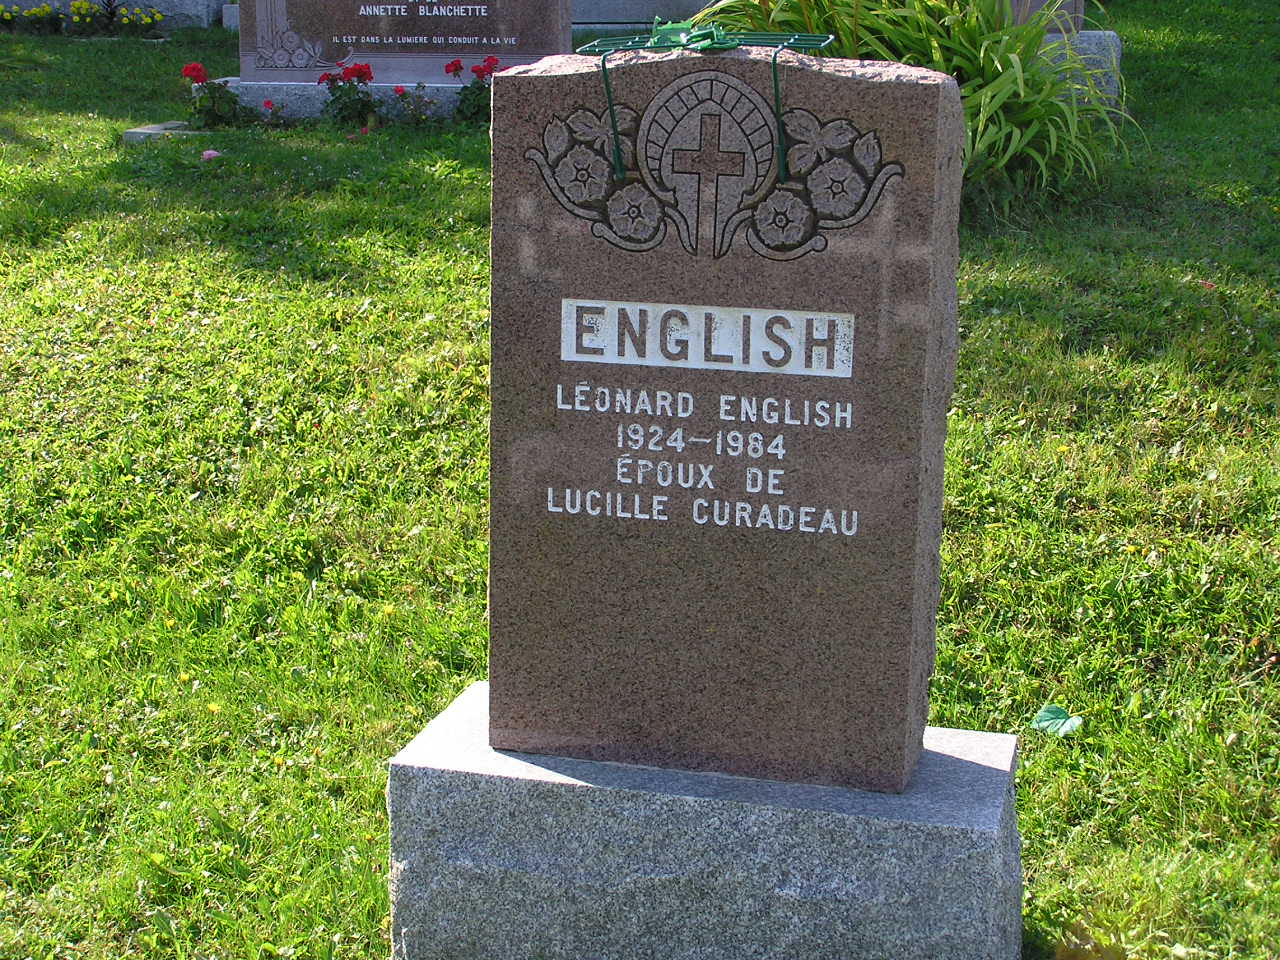 ANNETTE BLANCHETTE
IL EST DANS LA LUMIÈRE QUI CONDUIT A LA VIE
ENGLISH
LÉONARD ENGLISH
1924—1984
ÉPOUX DE
LUCILLE CURADEAU